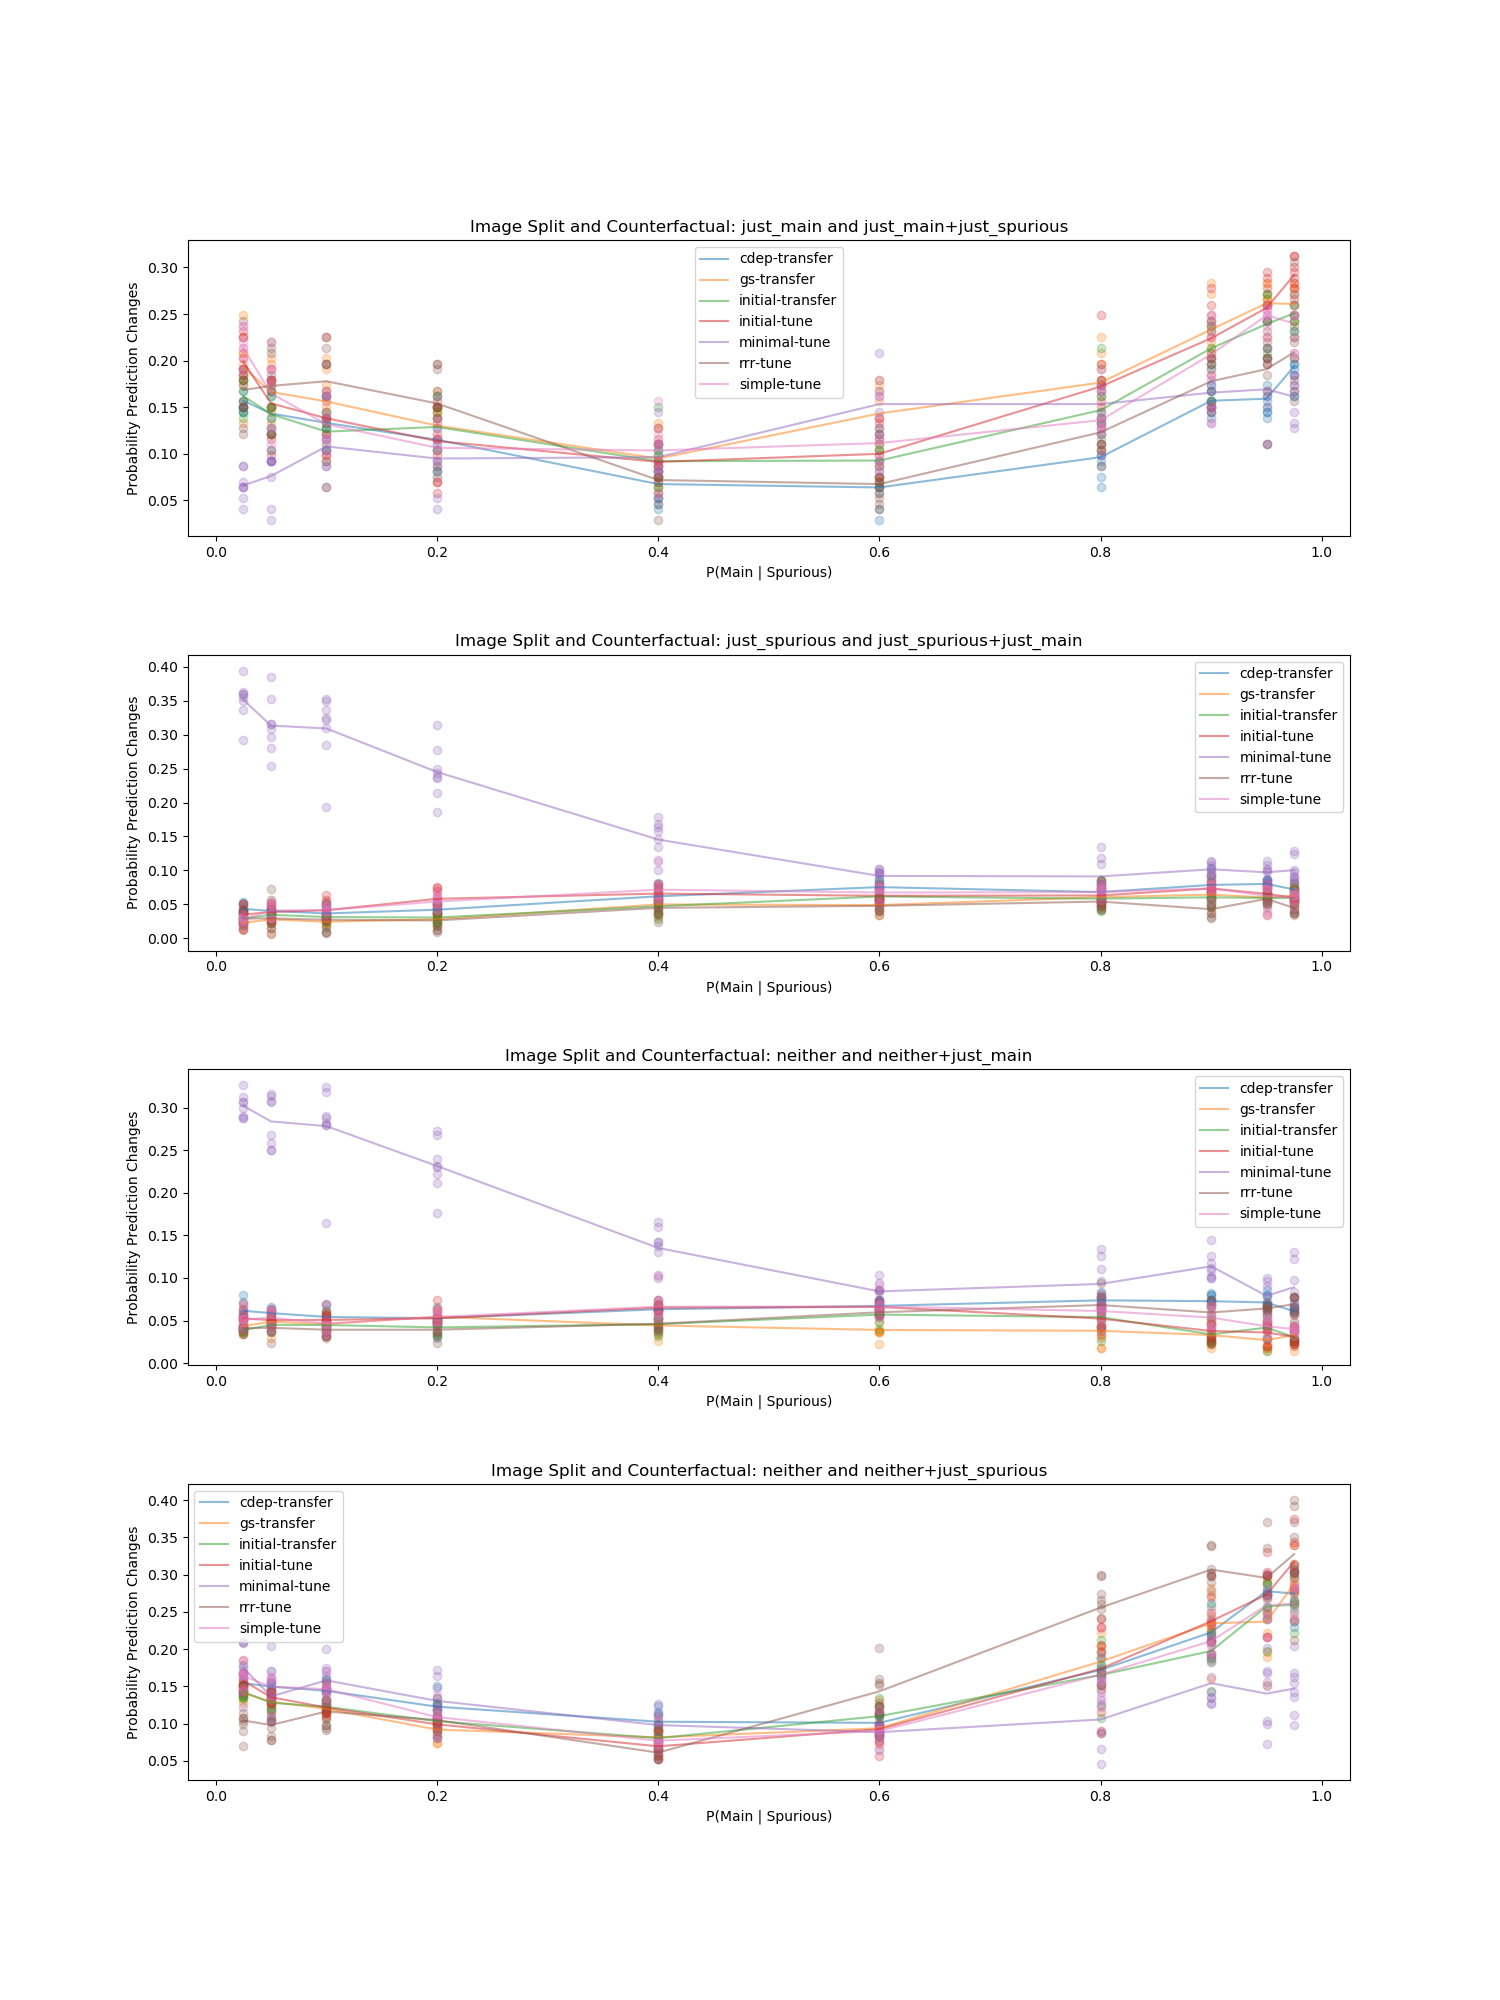 Image Split and Counterfactual: just_main and just_main+just_spurious
Probability Prediction Changes
0.30
0.25
0.20
0.15
0.10
0.05
cdep-transfer
gs-transfer
initial-transfer
initial-tune
minimal-tune
rrr-tune
simple-tune
0.0 0.2 0.4 0.6 0.8 1.0
P(Main | Spurious)
Image Split and Counterfactual: just_spurious and just_spurious+just_main
Probability Prediction Changes
0.40
0.35
0.30
0.25
0.20
0.15
0.10
0.05
0.00
cdep-transfer
gs-transfer
initial-transfer
initial-tune
minimal-tune
rrr-tune
simple-tune
0.0 0.2 0.4 0.6 0.8 1.0
P(Main | Spurious)
Image Split and Counterfactual: neither and neither+just_main
Probability Prediction Changes
0.30
0.25
0.20
0.15
0.10
0.05
0.00
cdep-transfer
gs-transfer
initial-transfer
initial-tune
minimal-tune
rrr-tune
simple-tune
0.0 0.2 0.4 0.6 0.8 1.0
P(Main | Spurious)
Image Split and Counterfactual: neither and neither+just_spurious
Probability Prediction Changes
0.40
0.35
0.30
0.25
0.20
0.15
0.10
0.05
cdep-transfer
gs-transfer
initial-transfer
initial-tune
minimal-tune
rrr-tune
simple-tune
0.0 0.2 0.4 0.6 0.8 1.0
P(Main | Spurious)